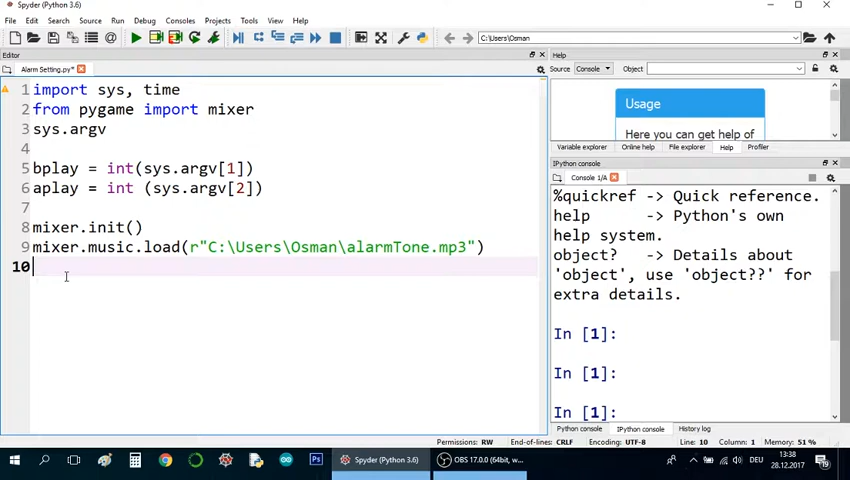 Spyder (Python 3.6)
File Edit Search Source Run Debug Consoles Projects Tools View Help
C:\Users\Osman
Editor
Alarm Setting.py*
1 import sys, time
2 from pygame import mixer
3 sys.argv
4
5 bplay = int(sys.argv[1])
6 aplay = int (sys.argv[2])
7
8 mixer.init()
9 mixer.music.load(r"C:\Users\Osman\alarmTone.mp3")
10
Help
Source Console Object
Usage
Here you can get help of
Variable explorer Online help File explorer Help Profiler
IPython console
Console 1/A
%quickref -> Quick reference.
help -> Python's own
help system.
object? -> Details about
'object', use 'object??' for
extra details.
In [1]:
In [1]:
In [1]:
Python console IPython console History log
Permissions: RW End-of-lines: CRLF Encoding: UTF-8 Line: 10 Column: 1 Memory: 51 %
Spyder (Python 3.6)
OBS 17.0.0 (64bit, w...
DEU
13:38
28.12.2017
19